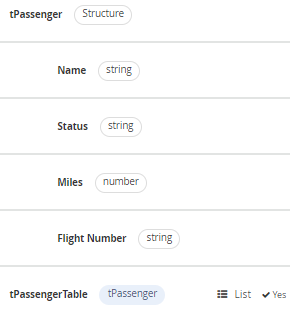 tPassenger Structure
Name string
Status string
Miles number
Flight Number string
tPassengerTable tPassenger List Yes